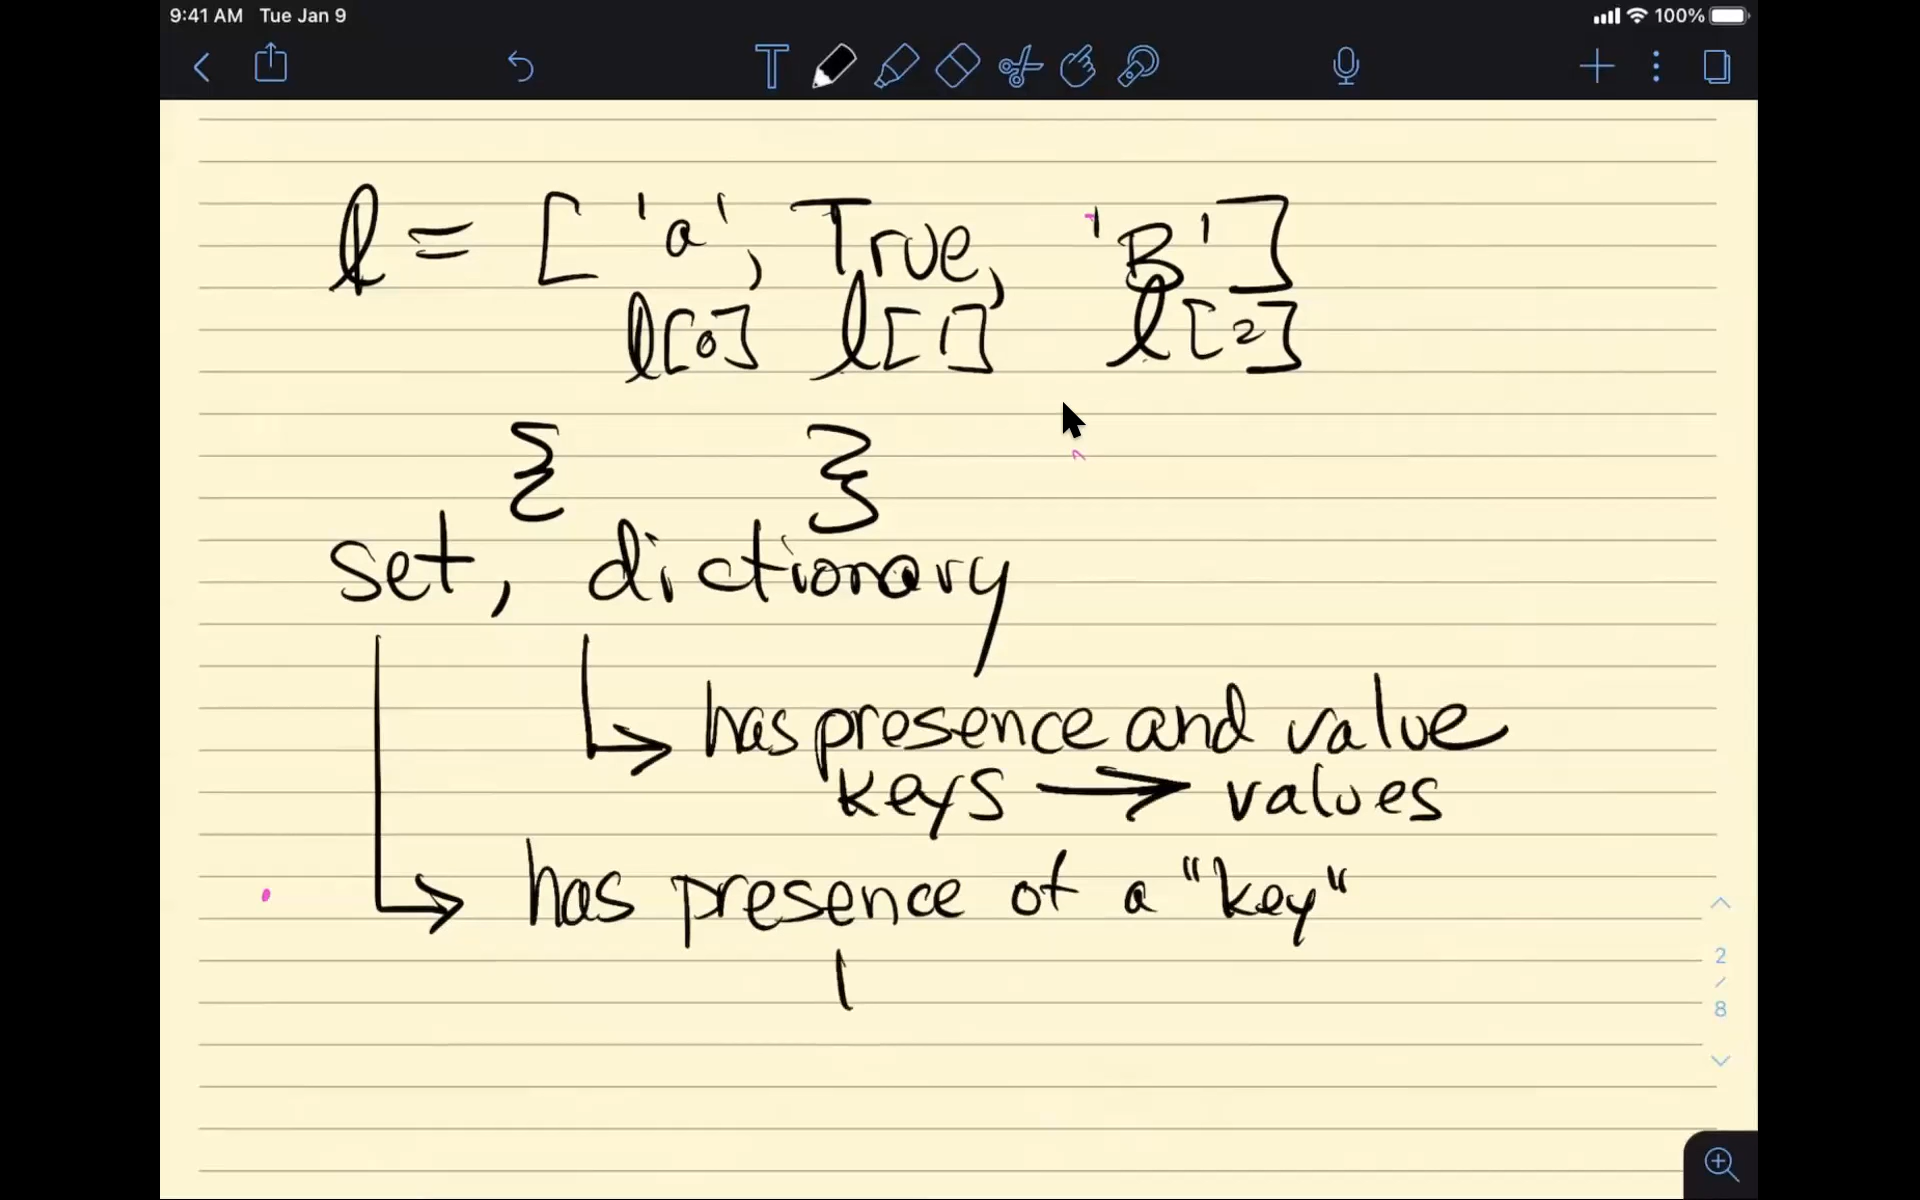 9:41 AM Tue Jan 9 100%
l = [ 'a', True, 'B' ]
l[0] l[1] l[2]
{ }
set, dictionary
has presence and value
keys → values
has presence of a "key"
2
/
8